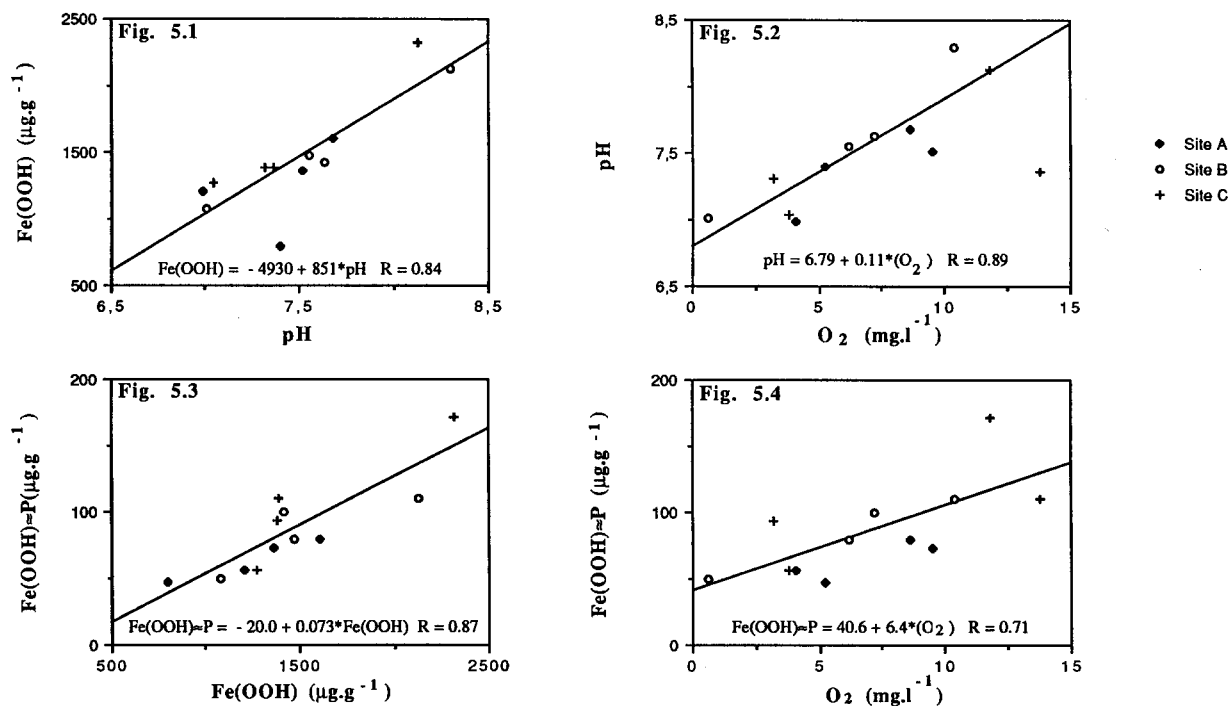 Fig. 5.1
Fe(OOH) (µg.g⁻¹)
2500
1500
500
Fe(OOH) = - 4930 + 851*pH R = 0.84
6,5
7,5
8,5
pH
Fig. 5.2
pH
8,5
7,5
6,5
pH = 6.79 + 0.11*(O₂) R = 0.89
0
5
10
15
O₂ (mg.l⁻¹)
Site A
Site B
Site C
Fig. 5.3
Fe(OOH)≈P(µg.g⁻¹)
200
100
0
Fe(OOH)≈P = - 20.0 + 0.073*Fe(OOH) R = 0.87
500
1500
2500
Fe(OOH) (µg.g⁻¹)
Fig. 5.4
Fe(OOH)≈P (µg.g⁻¹)
200
100
0
Fe(OOH)≈P = 40.6 + 6.4*(O₂) R = 0.71
0
5
10
15
O₂ (mg.l⁻¹)